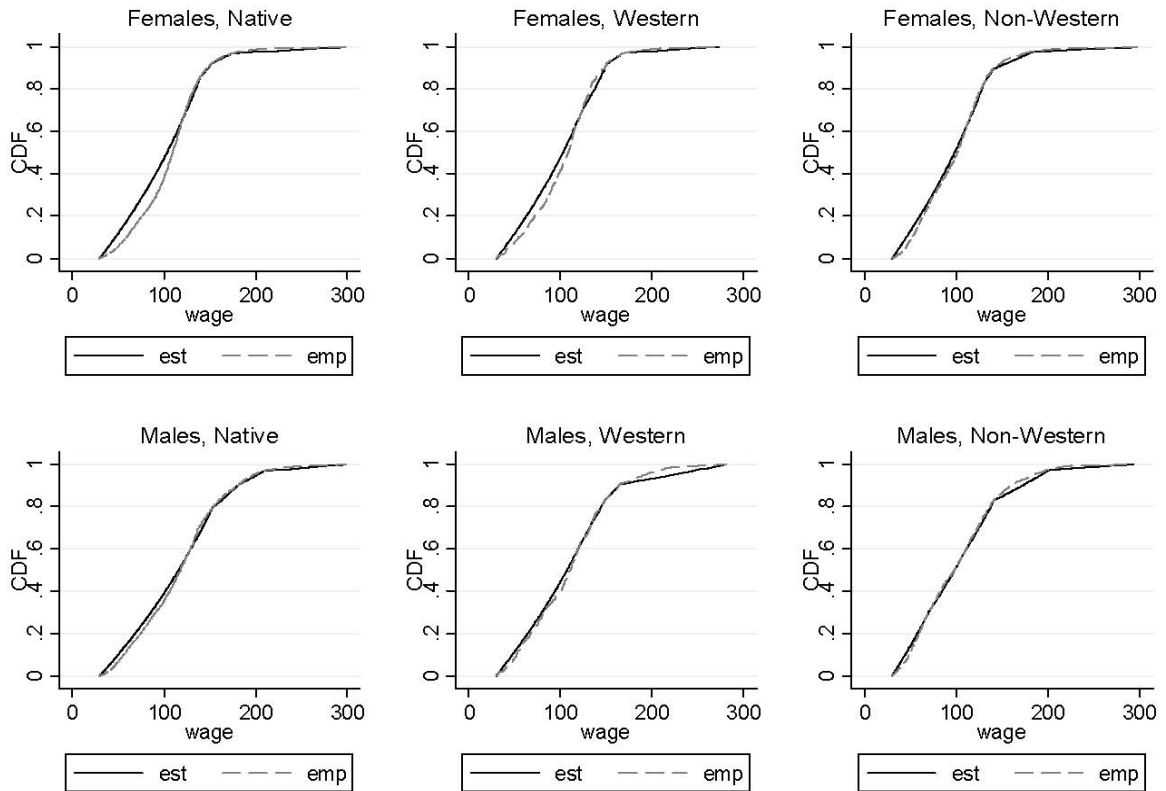 Females, Native
CDF
1
.8
.6
.4
.2
0
0 100 200 300
wage
est emp
Females, Western
CDF
1
.8
.6
.4
.2
0
0 100 200 300
wage
est emp
Females, Non-Western
CDF
1
.8
.6
.4
.2
0
0 100 200 300
wage
est emp
Males, Native
CDF
1
.8
.6
.4
.2
0
0 100 200 300
wage
est emp
Males, Western
CDF
1
.8
.6
.4
.2
0
0 100 200 300
wage
est emp
Males, Non-Western
CDF
1
.8
.6
.4
.2
0
0 100 200 300
wage
est emp